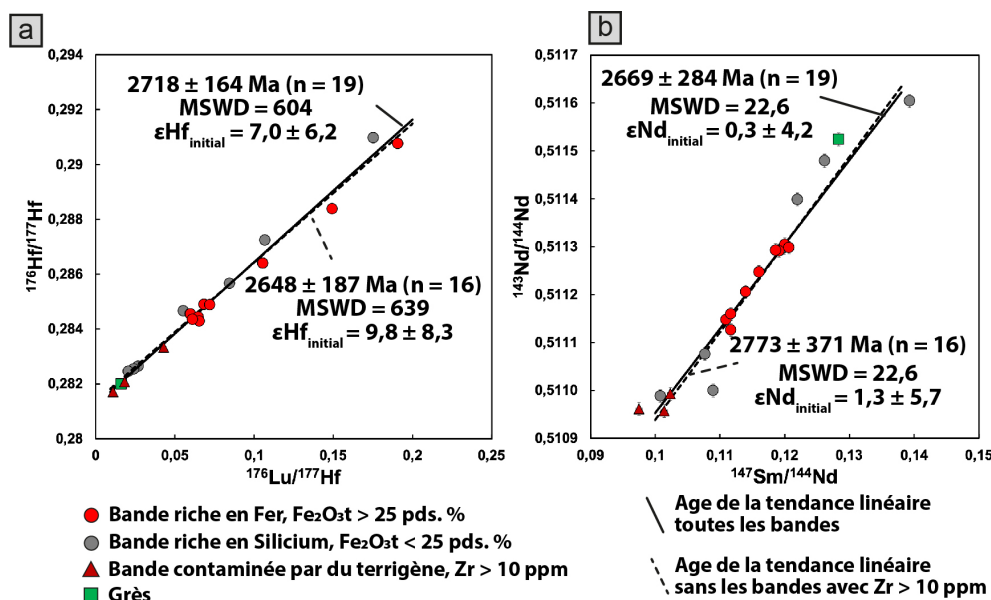 a
0,294
0,292
0,29
0,288
0,286
0,284
0,282
0,28
176Hf/177Hf
2718 ± 164 Ma (n = 19)
MSWD = 604
εHfinitial = 7,0 ± 6,2
2648 ± 187 Ma (n = 16)
MSWD = 639
εHfinitial = 9,8 ± 8,3
0 0,05 0,1 0,15 0,2 0,25
176Lu/177Hf
b
0,5117
0,5116
0,5115
0,5114
0,5113
0,5112
0,5111
0,5110
0,5109
143Nd/144Nd
2669 ± 284 Ma (n = 19)
MSWD = 22,6
εNdinitial = 0,3 ± 4,2
2773 ± 371 Ma (n = 16)
MSWD = 22,6
εNdinitial = 1,3 ± 5,7
0,09 0,1 0,11 0,12 0,13 0,14 0,15
147Sm/144Nd
Bande riche en Fer, Fe₂O₃t > 25 pds. %
Bande riche en Silicium, Fe₂O₃t < 25 pds. %
Bande contaminée par du terrigène, Zr > 10 ppm
Grès
Age de la tendance linéaire
toutes les bandes
Age de la tendance linéaire
sans les bandes avec Zr > 10 ppm